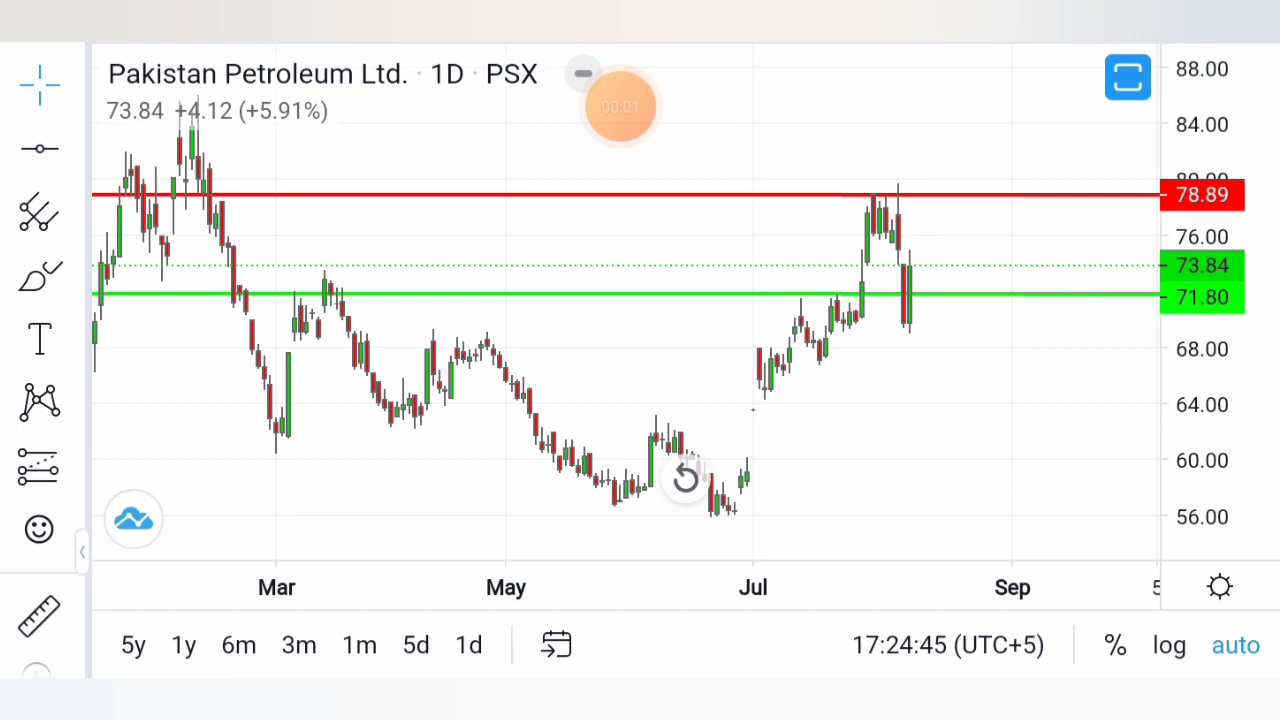 Pakistan Petroleum Ltd. · 1D · PSX
73.84 +4.12 (+5.91%)
00:01
88.00
84.00
80.00
78.89
76.00
73.84
71.80
68.00
64.00
60.00
56.00
T
Mar May Jul Sep
5y 1y 6m 3m 1m 5d 1d 17:24:45 (UTC+5) % log auto